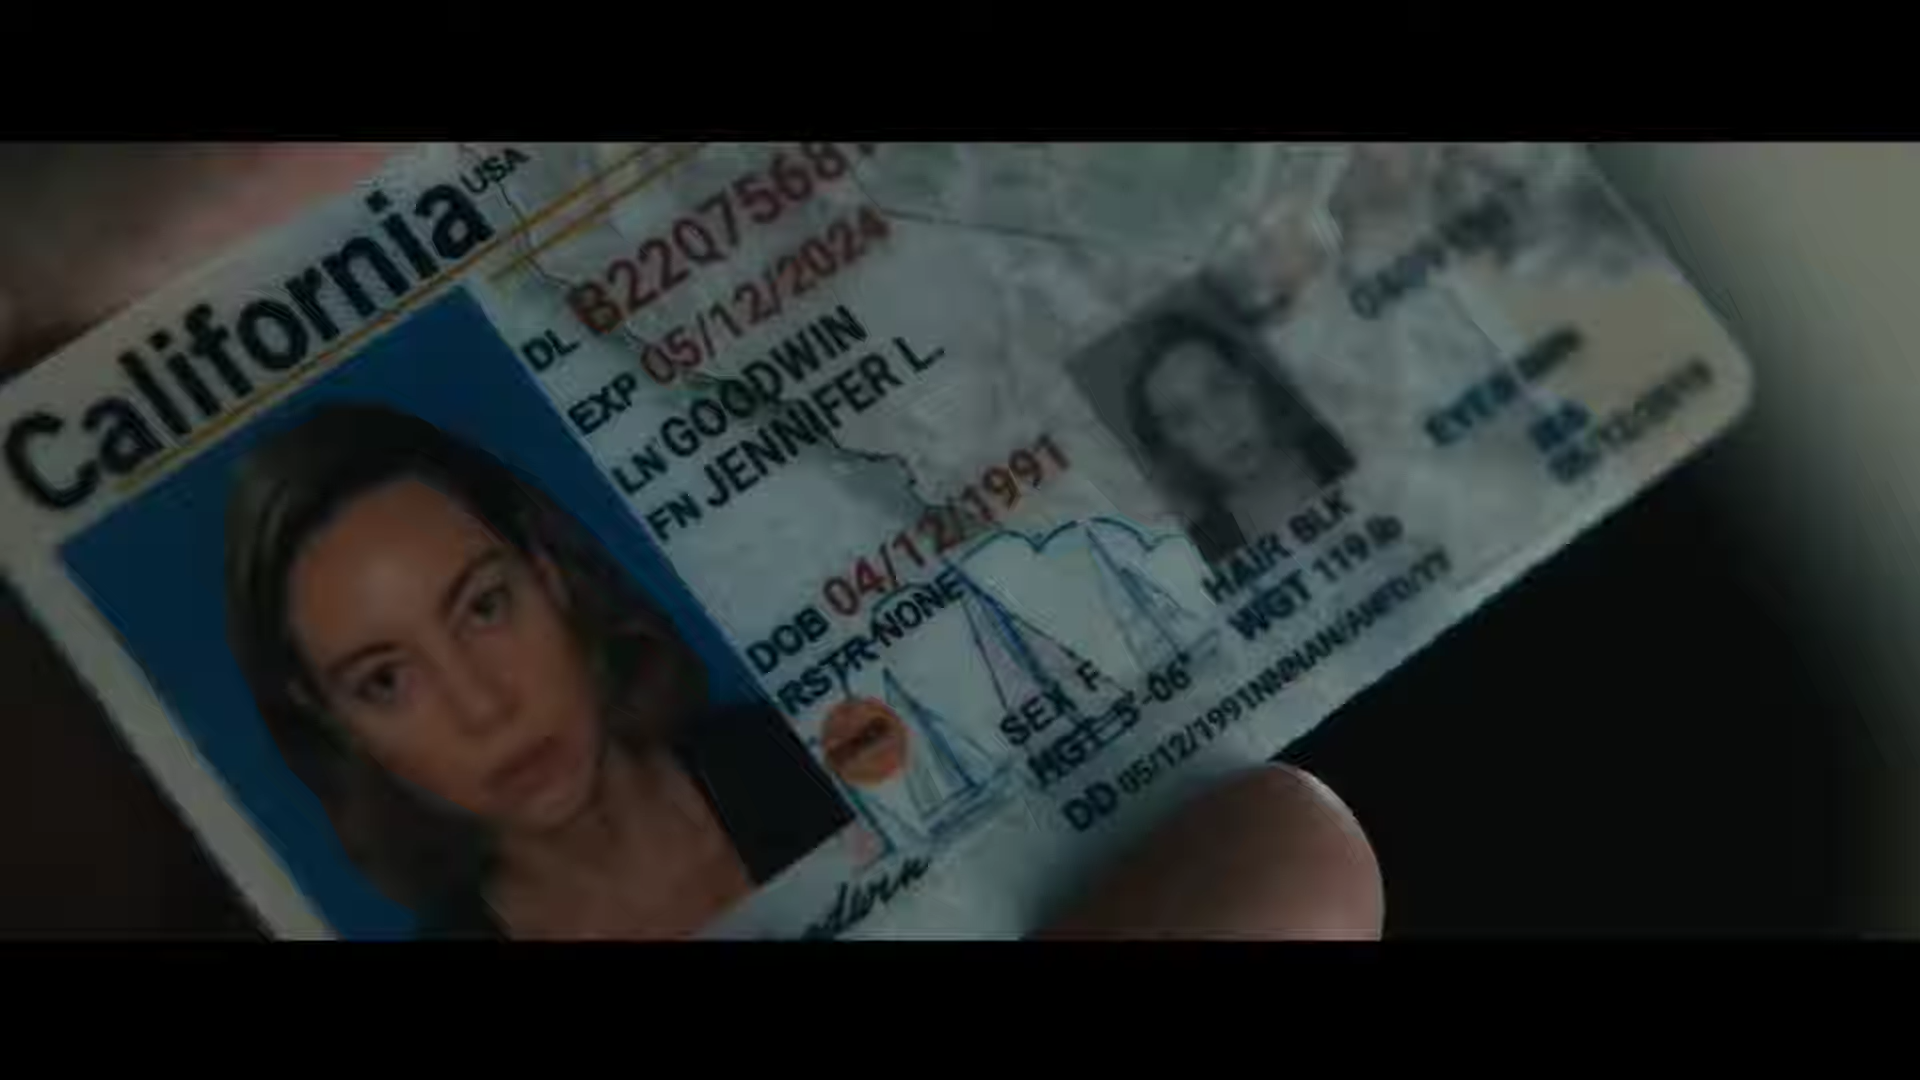 California USA
DL B22Q7568
EXP 05/12/2024
LN GOODWIN
FN JENNIFER L.
DOB 04/12/1991
RSTR NONE
SEX F
HGT 5'-06"
HAIR BLK
WGT 119 lb
EYES
DD 05/12/1991